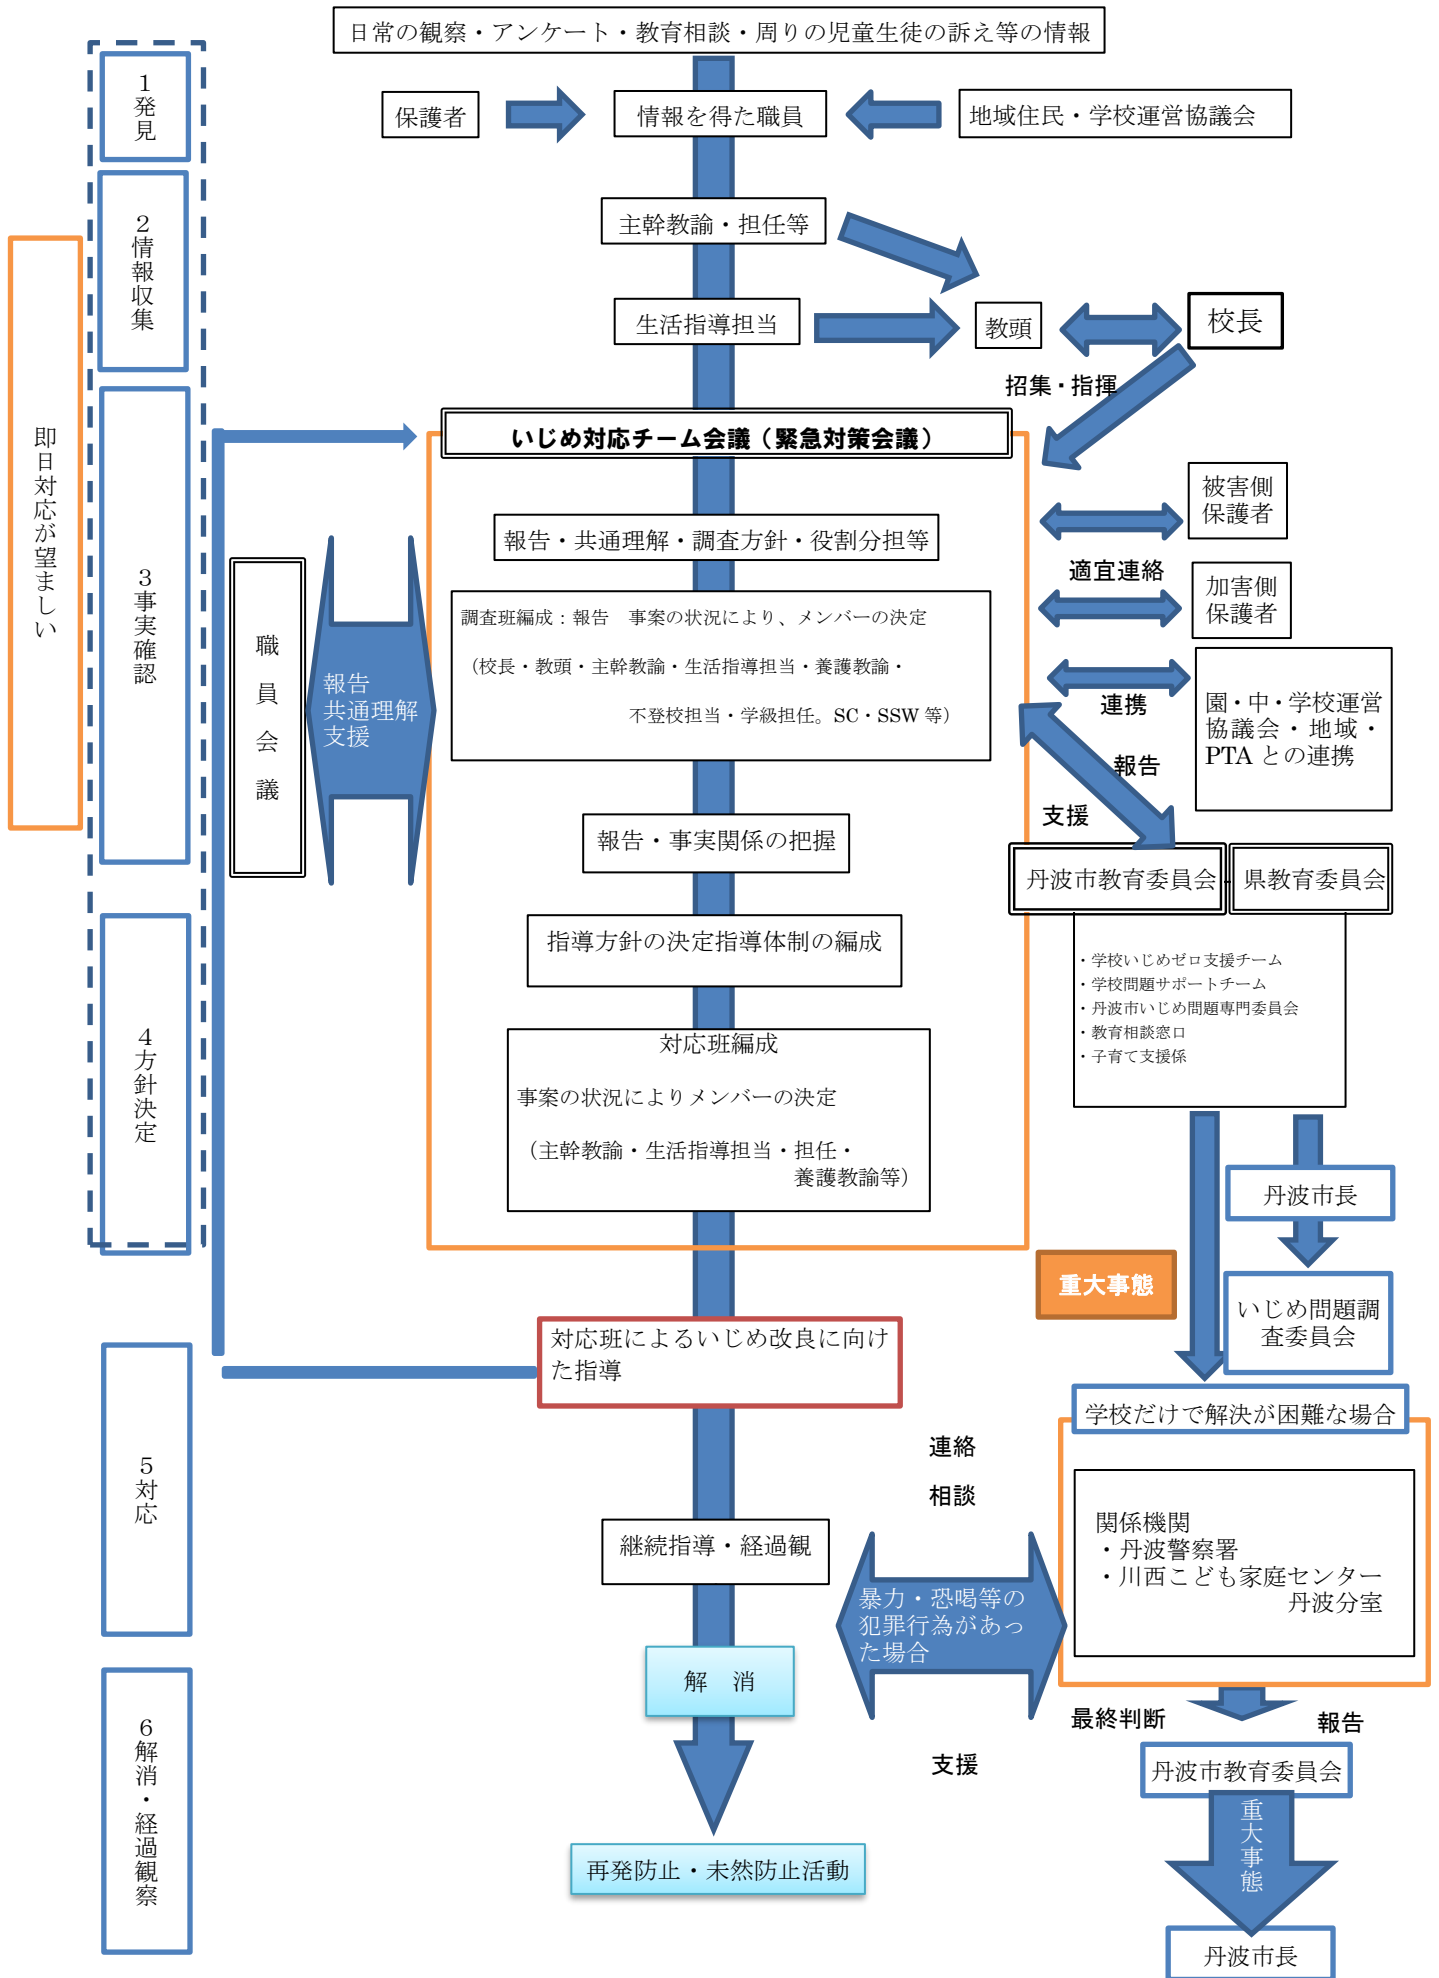 日常の観察・アンケート・教育相談・周りの児童生徒の訴え等の情報
１発見
保護者
情報を得た職員
地域住民・学校運営協議会
２情報収集
主幹教諭・担任等
生活指導担当
教頭
校長
招集・指揮
即日対応が望ましい
３事実確認
いじめ対応チーム会議（緊急対策会議）
報告・共通理解・調査方針・役割分担等
被害側
保護者
適宜連絡
加害側
保護者
職員会議
報告
共通理解
支援
調査班編成：報告　事案の状況により、メンバーの決定
（校長・教頭・主幹教諭・生活指導担当・養護教諭・
不登校担当・学級担任。SC・SSW 等）
連携
園・中・学校運営
協議会・地域・
PTA との連携
報告
支援
報告・事実関係の把握
丹波市教育委員会
県教育委員会
４方針決定
指導方針の決定指導体制の編成
・学校いじめゼロ支援チーム
・学校問題サポートチーム
・丹波市いじめ問題専門委員会
・教育相談窓口
・子育て支援係
対応班編成
事案の状況によりメンバーの決定
（主幹教諭・生活指導担当・担任・
養護教諭等）
丹波市長
重大事態
いじめ問題調
査委員会
５対応
対応班によるいじめ改良に向け
た指導
学校だけで解決が困難な場合
連絡
相談
関係機関
・丹波警察署
・川西こども家庭センター
丹波分室
継続指導・経過観
暴力・恐喝等の
犯罪行為があっ
た場合
６解消・経過観察
解　消
最終判断
報告
支援
丹波市教育委員会
重大事態
再発防止・未然防止活動
丹波市長